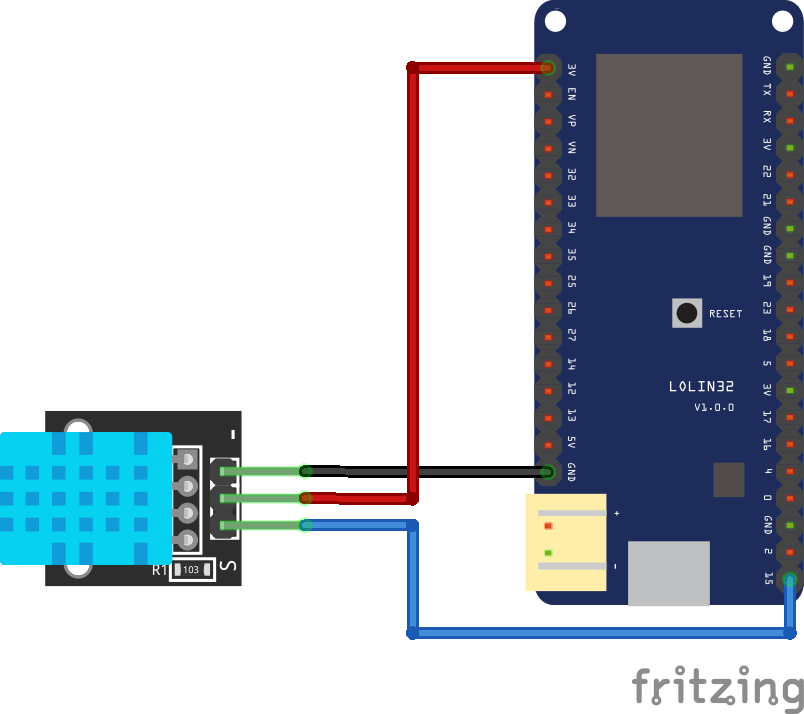 3V
EN
VP
VN
32
33
34
35
25
26
27
14
12
13
5V
GND
GND
TX
RX
3V
22
21
GND
GND
19
23
18
5
3V
17
16
4
0
GND
2
15
RESET
LOLIN32
V1.0.0
+
-
-
S
R1
103
fritzing